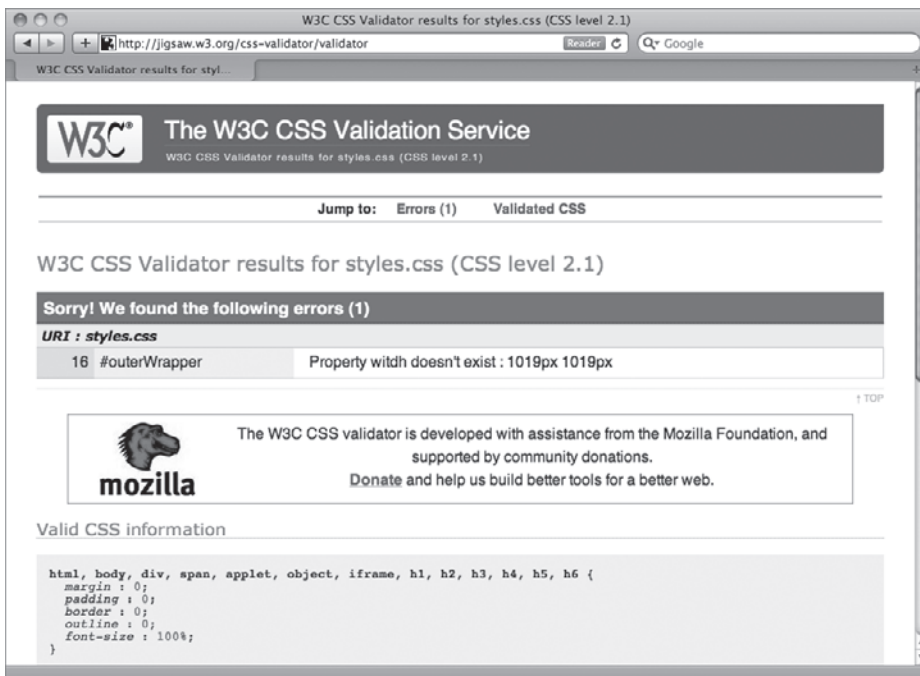 W3C CSS Validator results for styles.css (CSS level 2.1)
http://jigsaw.w3.org/css-validator/validator
Reader
Google
W3C CSS Validator results for styl...
W3C®
The W3C CSS Validation Service
W3C CSS Validator results for styles.css (CSS level 2.1)
Jump to: Errors (1) Validated CSS
W3C CSS Validator results for styles.css (CSS level 2.1)
Sorry! We found the following errors (1)
URI : styles.css
16 #outerWrapper Property witdh doesn't exist : 1019px 1019px
↑ TOP
mozilla
The W3C CSS validator is developed with assistance from the Mozilla Foundation, and
supported by community donations.
Donate and help us build better tools for a better web.
Valid CSS information
html, body, div, span, applet, object, iframe, h1, h2, h3, h4, h5, h6 {
margin : 0;
padding : 0;
border : 0;
outline : 0;
font-size : 100%;
}